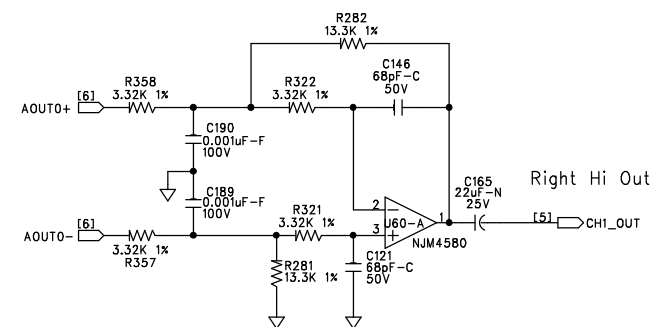 R282
13.3K 1%
C146
68pF-C
50V
R358
3.32K 1%
R322
3.32K 1%
[6]
AOUT0+
C190
0.001uF-F
100V
C165
22uF-N
25V
Right Hi Out
C189
0.001uF-F
100V
2
1
[5]
CH1_OUT
U60-A
R321
3.32K 1%
[6]
AOUT0-
3
NJM4580
3.32K 1%
R357
R281
13.3K 1%
C121
68pF-C
50V